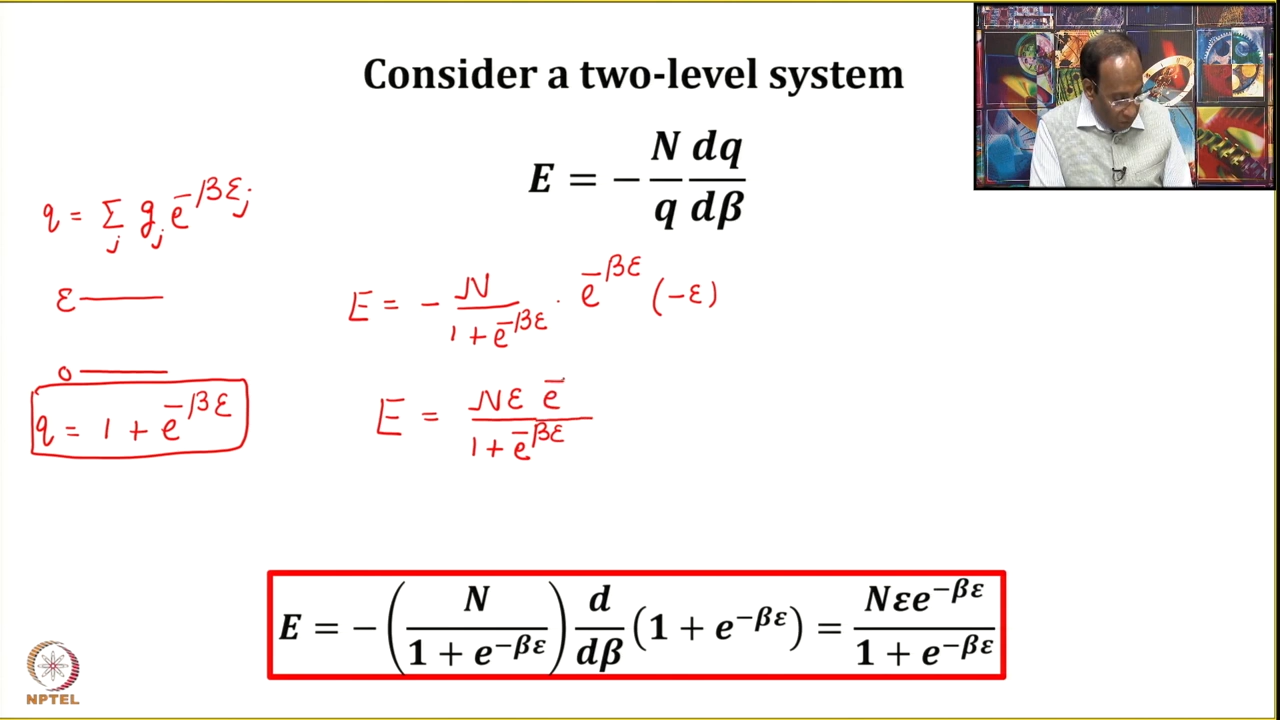 Consider a two-level system
E = − N/q dq/dβ
q = Σ_j g_j e^{−βε_j}
ε
0
q = 1 + e^{−βε}
E = − N/(1 + e^{−βε}) · e^{−βε} (−ε)
E = Nε e^{−}/(1 + e^{−βε})
E = −(N/(1 + e^{−βε})) d/dβ (1 + e^{−βε}) = Nεe^{−βε}/(1 + e^{−βε})
NPTEL